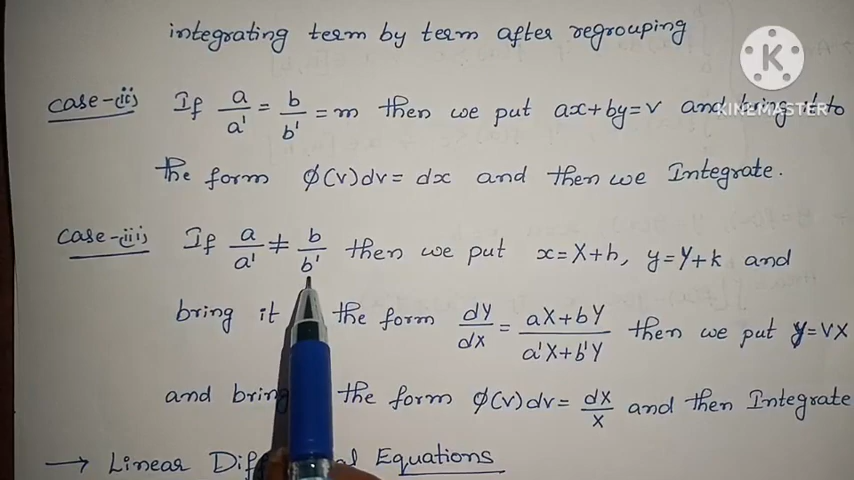 integrating term by term after regrouping
K
KINEMASTER
case-(ii) If a/a' = b/b' = m then we put ax+by=v and bring it to
the form φ(v)dv = dx and then we Integrate.
case-(iii) If a/a' ≠ b/b' then we put x=X+h, y=Y+k and
bring it the form dY/dX = aX+bY/a'X+b'Y then we put y=VX
and bring the form φ(v)dv = dx/x and then Integrate
→ Linear Equations